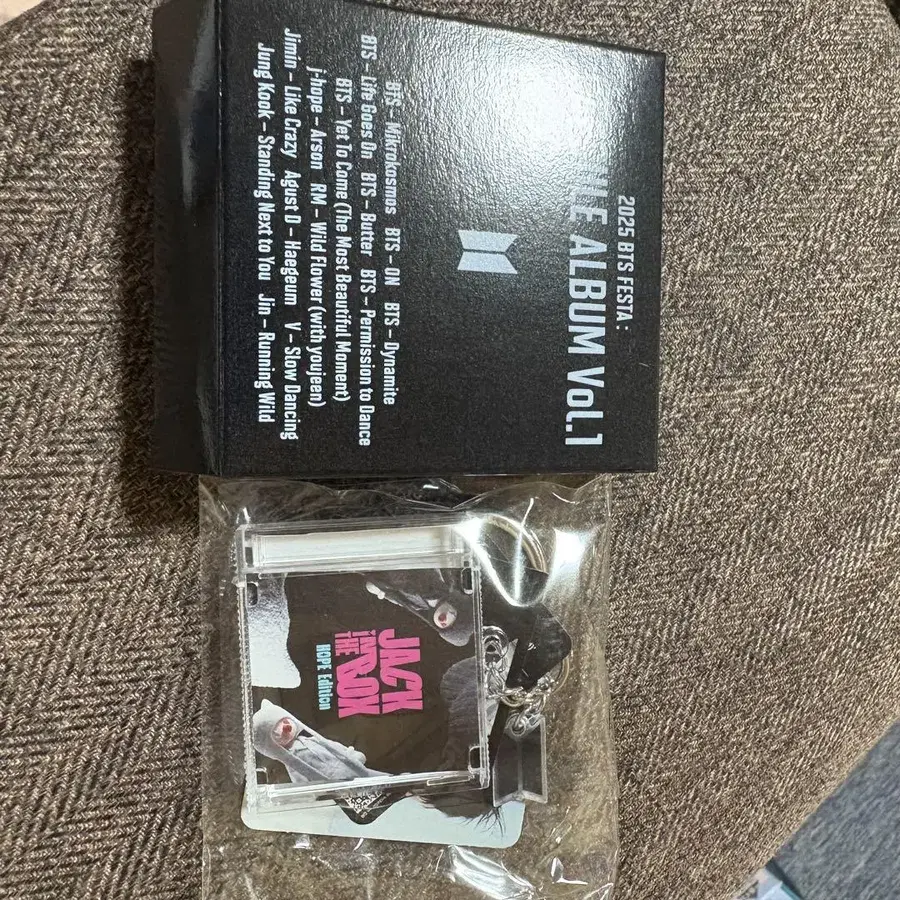 2025 BTS FESTA :
ALBUM Vol.1
BTS – Mikrokosmos BTS – ON BTS – Dynamite
BTS – Life Goes On BTS – Butter BTS – Permission to Dance
BTS – Yet To Come (The Most Beautiful Moment)
j-hope – Arson RM – Wild Flower (with youjeen)
Jimin – Like Crazy Agust D – Haegeum V – Slow Dancing
Jung Kook – Standing Next to You Jin – Running Wild
JACK
IN THE BOX
HOPE Edition